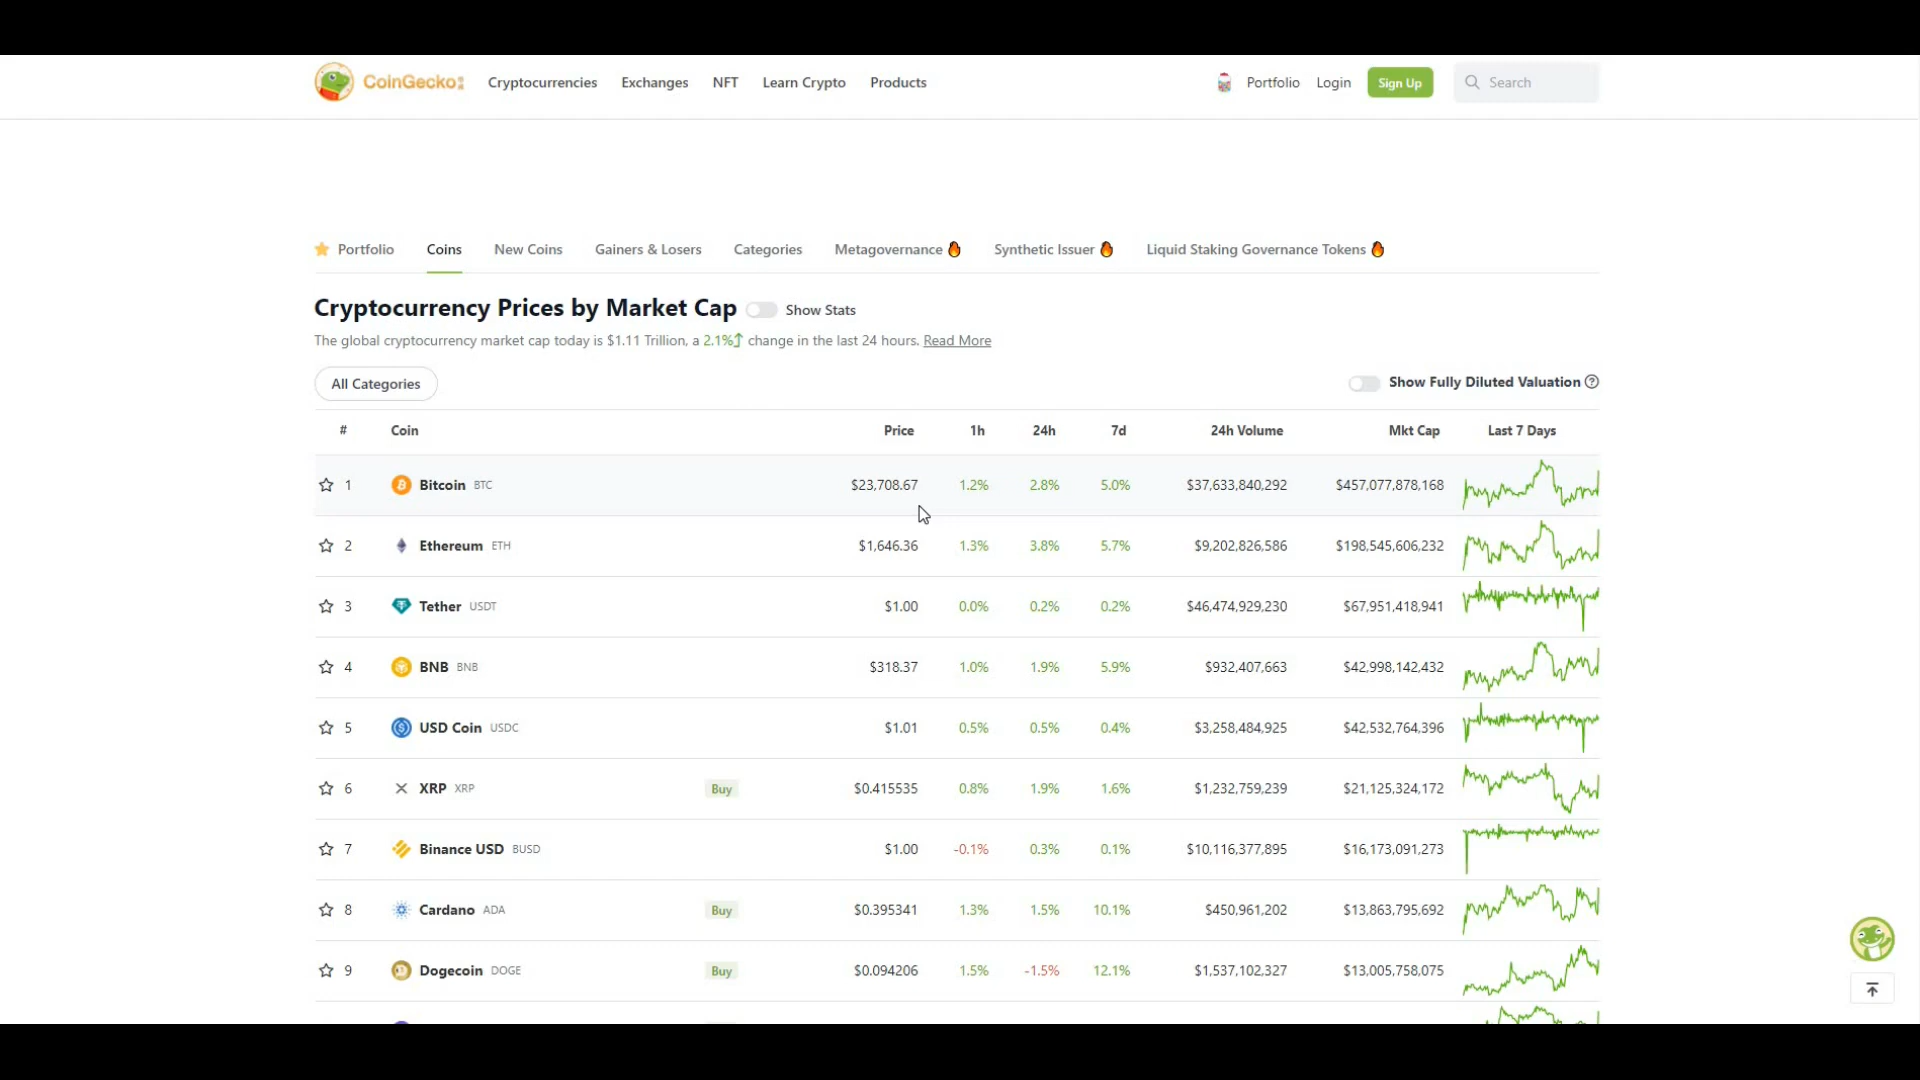 CoinGecko Cryptocurrencies Exchanges NFT Learn Crypto Products Portfolio Login Sign Up Search
Portfolio Coins New Coins Gainers & Losers Categories Metagovernance Synthetic Issuer Liquid Staking Governance Tokens
Cryptocurrency Prices by Market Cap Show Stats
The global cryptocurrency market cap today is $1.11 Trillion, a 2.1% change in the last 24 hours. Read More
All Categories Show Fully Diluted Valuation ?
# Coin Price 1h 24h 7d 24h Volume Mkt Cap Last 7 Days
1 Bitcoin BTC $23,708.67 1.2% 2.8% 5.0% $37,633,840,292 $457,077,878,168
2 Ethereum ETH $1,646.36 1.3% 3.8% 5.7% $9,202,826,586 $198,545,606,232
3 Tether USDT $1.00 0.0% 0.2% 0.2% $46,474,929,230 $67,951,418,941
4 BNB BNB $318.37 1.0% 1.9% 5.9% $932,407,663 $42,998,142,432
5 USD Coin USDC $1.01 0.5% 0.5% 0.4% $3,258,484,925 $42,532,764,396
6 XRP XRP Buy $0.415535 0.8% 1.9% 1.6% $1,232,759,239 $21,125,324,172
7 Binance USD BUSD $1.00 -0.1% 0.3% 0.1% $10,116,377,895 $16,173,091,273
8 Cardano ADA Buy $0.395341 1.3% 1.5% 10.1% $450,961,202 $13,863,795,692
9 Dogecoin DOGE Buy $0.094206 1.5% -1.5% 12.1% $1,537,102,327 $13,005,758,075